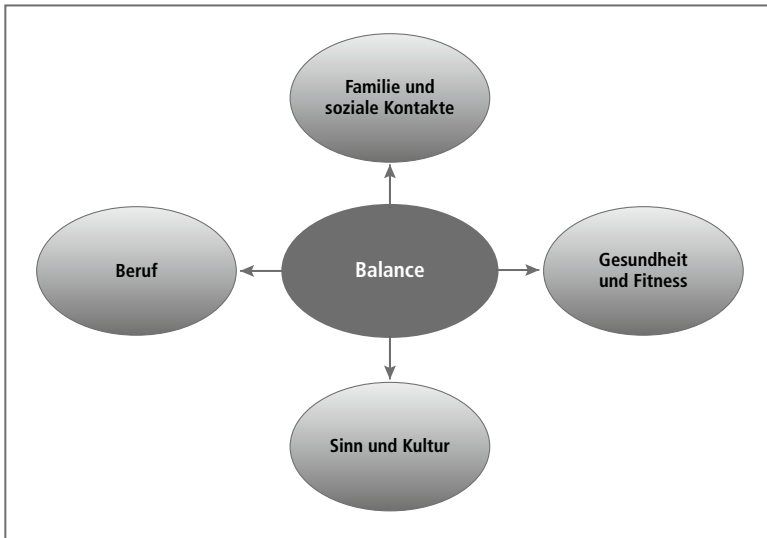 Familie und
soziale Kontakte
Beruf
Balance
Gesundheit
und Fitness
Sinn und Kultur